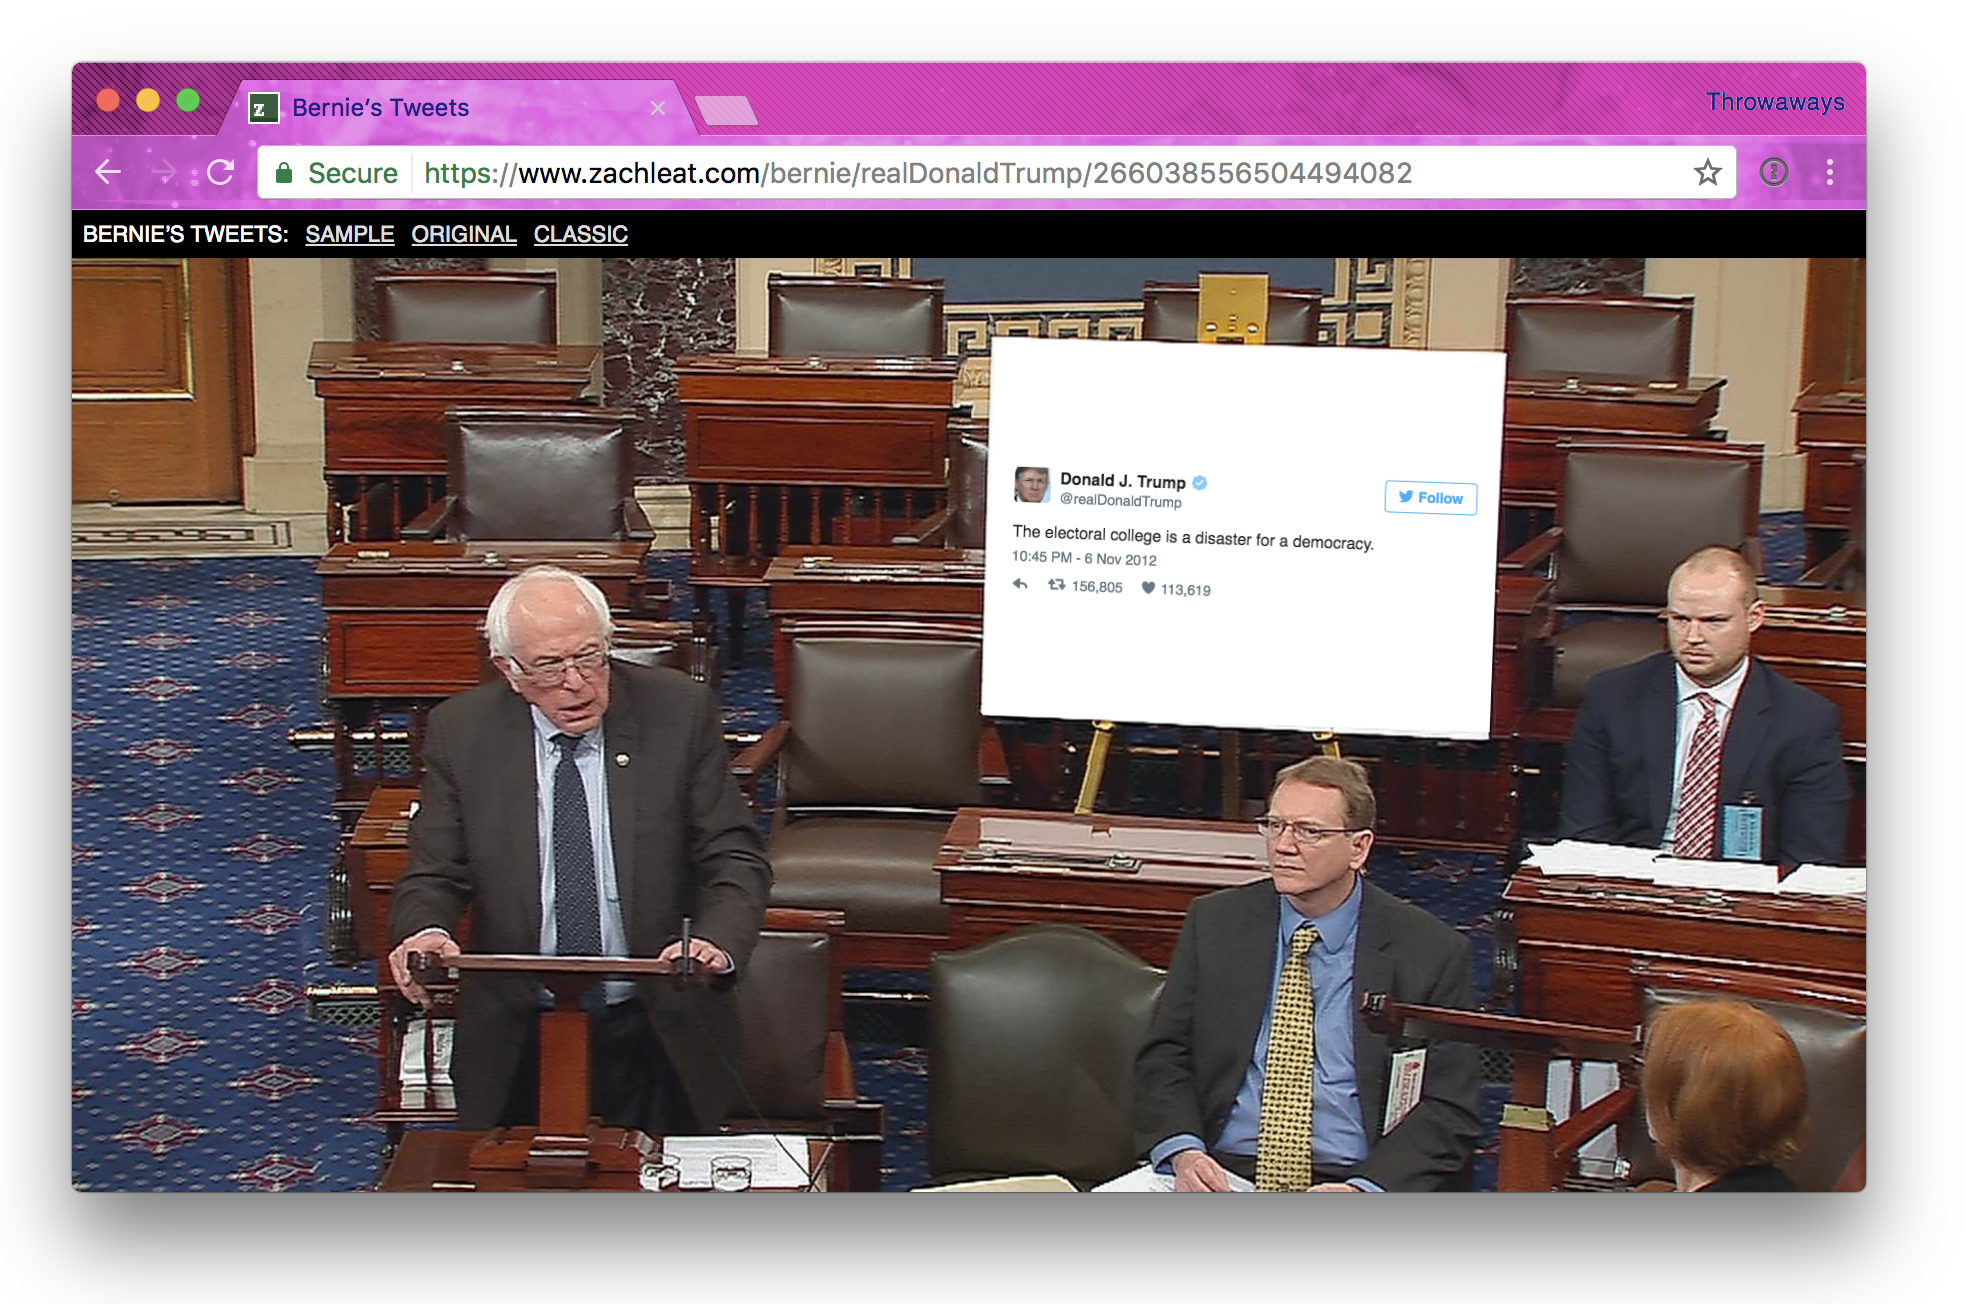 Bernie's Tweets
Throwaways
Secure https://www.zachleat.com/bernie/realDonaldTrump/266038556504494082
BERNIE'S TWEETS: SAMPLE ORIGINAL CLASSIC
Donald J. Trump
@realDonaldTrump
Follow
The electoral college is a disaster for a democracy.
10:45 PM - 6 Nov 2012
156,805 113,619